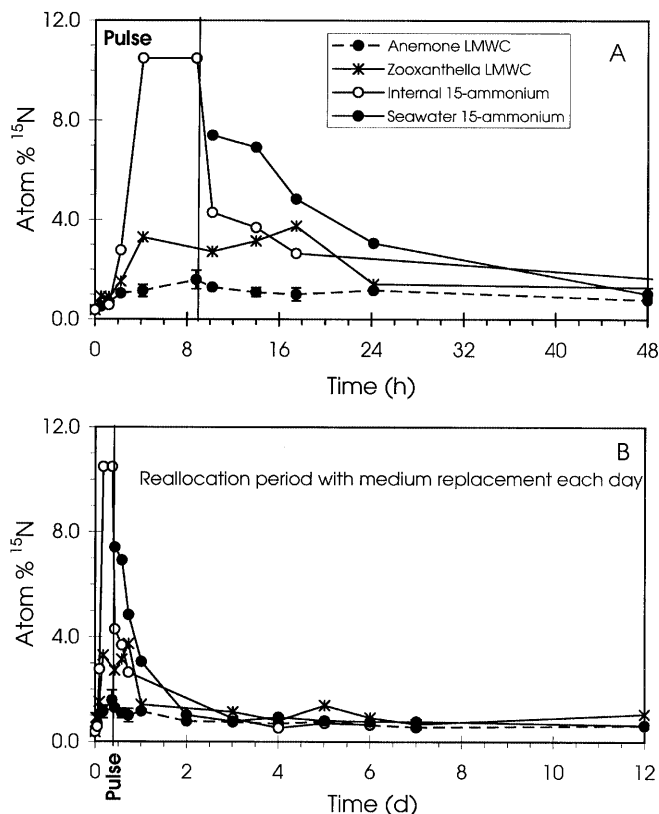 12.0
Pulse
A
Anemone LMWC
Zooxanthella LMWC
Internal 15-ammonium
Seawater 15-ammonium
8.0
4.0
0.0
Atom % ¹⁵N
0 8 16 24 32 40 48
Time (h)
12.0
B
Reallocation period with medium replacement each day
8.0
4.0
0.0
Atom % ¹⁵N
0 2 4 6 8 10 12
Pulse
Time (d)